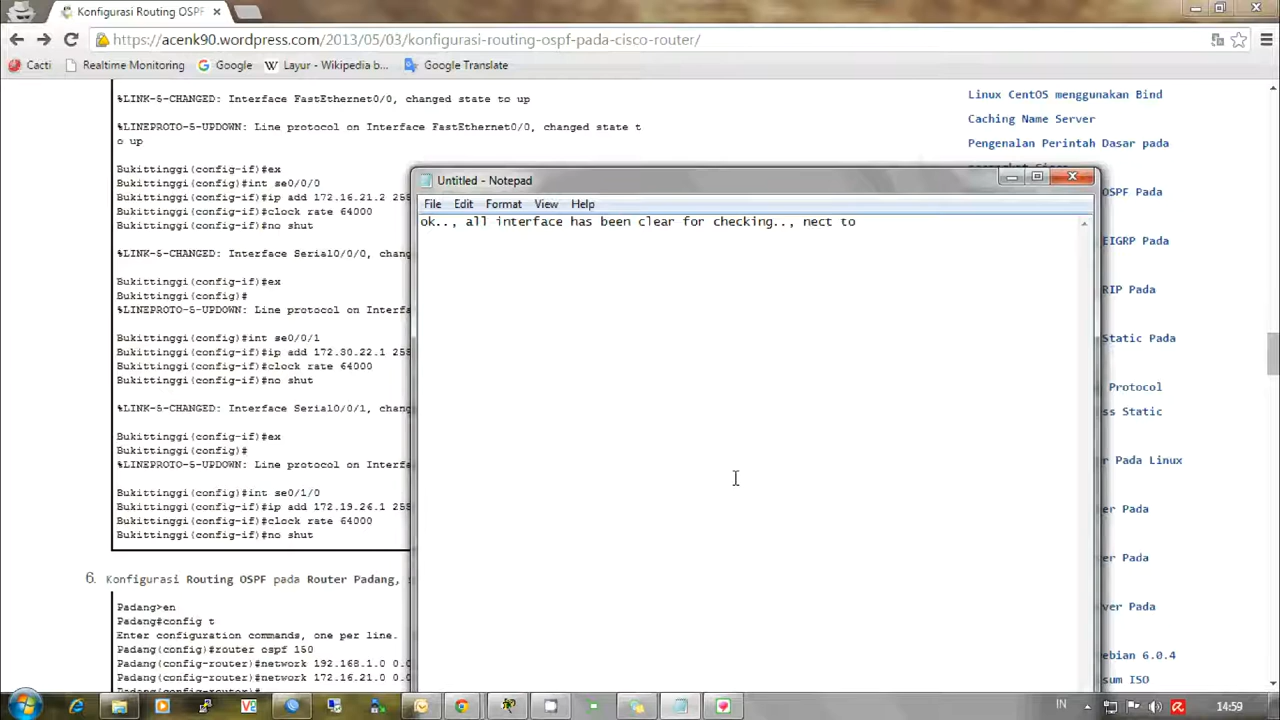 Konfigurasi Routing OSPF
https://acenk90.wordpress.com/2013/05/03/konfigurasi-routing-ospf-pada-cisco-router/
Cacti Realtime Monitoring Google Layur - Wikipedia b... Google Translate
%LINK-5-CHANGED: Interface FastEthernet0/0, changed state to up
%LINEPROTO-5-UPDOWN: Line protocol on Interface FastEthernet0/0, changed state t
o up
Bukittinggi(config-if)#ex
Bukittinggi(config)#int se0/0/0
Bukittinggi(config-if)#ip add 172.16.21.2 255
Bukittinggi(config-if)#clock rate 64000
Bukittinggi(config-if)#no shut
%LINK-5-CHANGED: Interface Serial0/0/0, chang
Bukittinggi(config-if)#ex
Bukittinggi(config)#
%LINEPROTO-5-UPDOWN: Line protocol on Interfa
Bukittinggi(config)#int se0/0/1
Bukittinggi(config-if)#ip add 172.30.22.1 255
Bukittinggi(config-if)#clock rate 64000
Bukittinggi(config-if)#no shut
%LINK-5-CHANGED: Interface Serial0/0/1, chang
Bukittinggi(config-if)#ex
Bukittinggi(config)#
%LINEPROTO-5-UPDOWN: Line protocol on Interfa
Bukittinggi(config)#int se0/1/0
Bukittinggi(config-if)#ip add 172.19.26.1 255
Bukittinggi(config-if)#clock rate 64000
Bukittinggi(config-if)#no shut
6. Konfigurasi Routing OSPF pada Router Padang,
Padang>en
Padang#config t
Enter configuration commands, one per line.
Padang(config)#router ospf 150
Padang(config-router)#network 192.168.1.0 0.0
Padang(config-router)#network 172.16.21.0 0.0
Padang(config-router)#
Untitled - Notepad
File Edit Format View Help
ok.., all interface has been clear for checking.., nect to
Linux CentOS menggunakan Bind
Caching Name Server
Pengenalan Perintah Dasar pada
OSPF Pada
EIGRP Pada
RIP Pada
Static Pada
Protocol
ss Static
r Pada Linux
er Pada
er Pada
ver Pada
ebian 6.0.4
sum ISO
IN 14:59